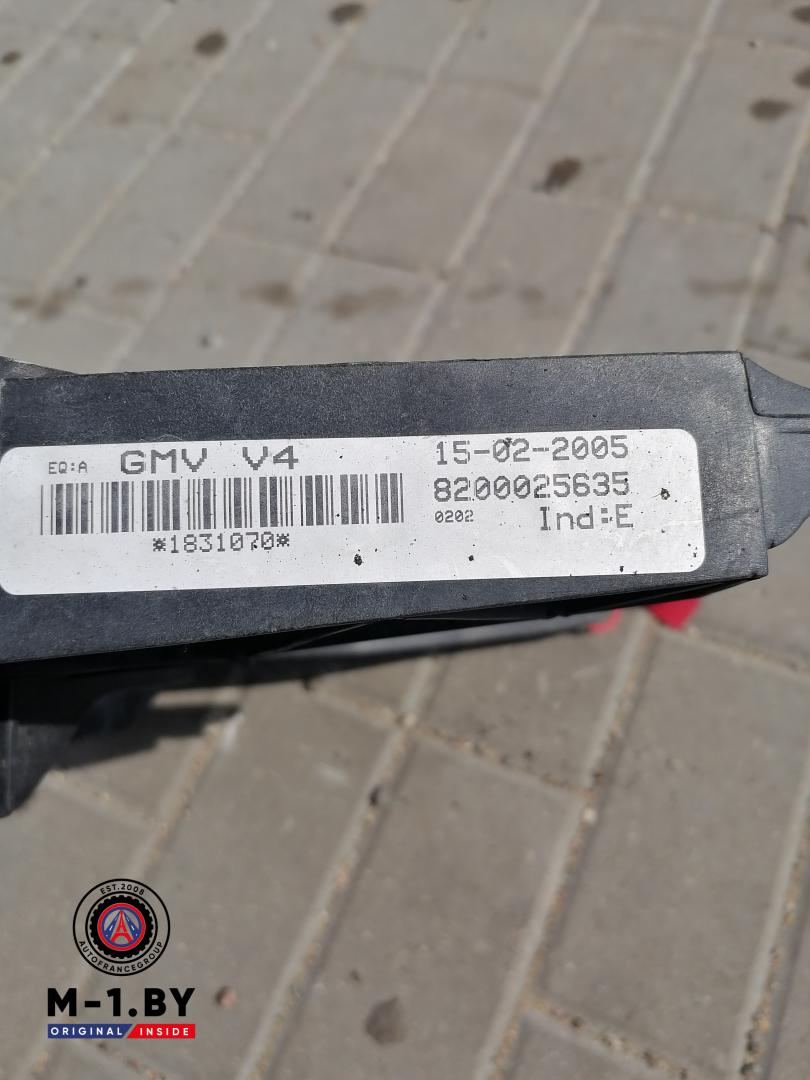 EQ:A GMV V4
*1831070*
15-02-2005
8200025635
0202 Ind:E
EST.2008
AUTOFRANCEGROUP
M-1.BY
ORIGINAL INSIDE